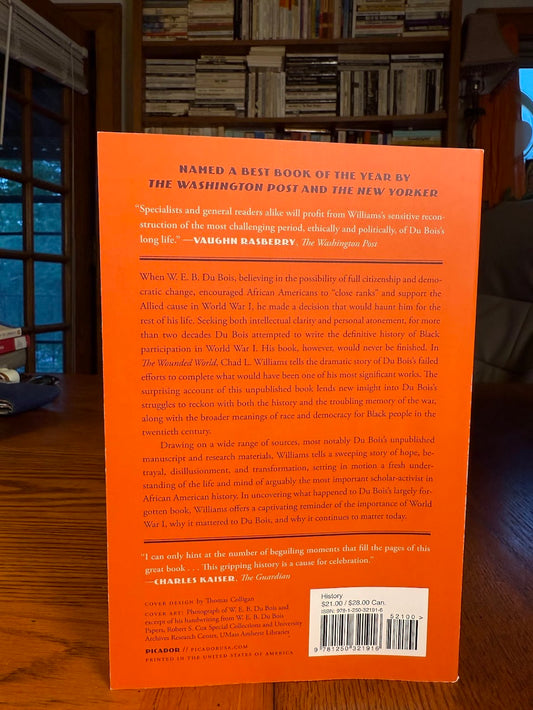 NAMED A BEST BOOK OF THE YEAR BY
THE WASHINGTON POST AND THE NEW YORKER
“Specialists and general readers alike will profit from Williams’s sensitive recon-
struction of the most challenging period, ethically and politically, of Du Bois’s
long life.” —VAUGHN RASBERRY, The Washington Post
When W. E. B. Du Bois, believing in the possibility of full citizenship and demo-
cratic change, encouraged African Americans to “close ranks” and support the
Allied cause in World War I, he made a decision that would haunt him for the
rest of his life. Seeking both intellectual clarity and personal atonement, for more
than two decades Du Bois attempted to write the definitive history of Black
participation in World War I. His book, however, would never be finished. In
The Wounded World, Chad L. Williams tells the dramatic story of Du Bois’s failed
efforts to complete what would have been one of his most significant works. The
surprising account of this unpublished book lends new insight into Du Bois’s
struggles to reckon with both the history and the troubling memory of the war,
along with the broader meanings of race and democracy for Black people in the
twentieth century.
Drawing on a wide range of sources, most notably Du Bois’s unpublished
manuscript and research materials, Williams tells a sweeping story of hope, be-
trayal, disillusionment, and transformation, setting in motion a fresh under-
standing of the life and mind of arguably the most important scholar-activist in
African American history. In uncovering what happened to Du Bois’s largely for-
gotten book, Williams offers a captivating reminder of the importance of World
War I, why it mattered to Du Bois, and why it continues to matter today.
“I can only hint at the number of beguiling moments that fill the pages of this
great book . . . This gripping history is a cause for celebration.”
—CHARLES KAISER, The Guardian
COVER DESIGN by Thomas Colligan
COVER ART: Photograph of W. E. B. Du Bois and
excerpt of his handwriting from W. E. B. Du Bois
Papers, Robert S. Cox Special Collections and University
Archives Research Center, UMass Amherst Libraries
PICADOR // PICADORUSA.COM
PRINTED IN THE UNITED STATES OF AMERICA
History
$21.00 / $28.00 Can.
ISBN: 978-1-250-32191-6
52100>
9 781250 321916